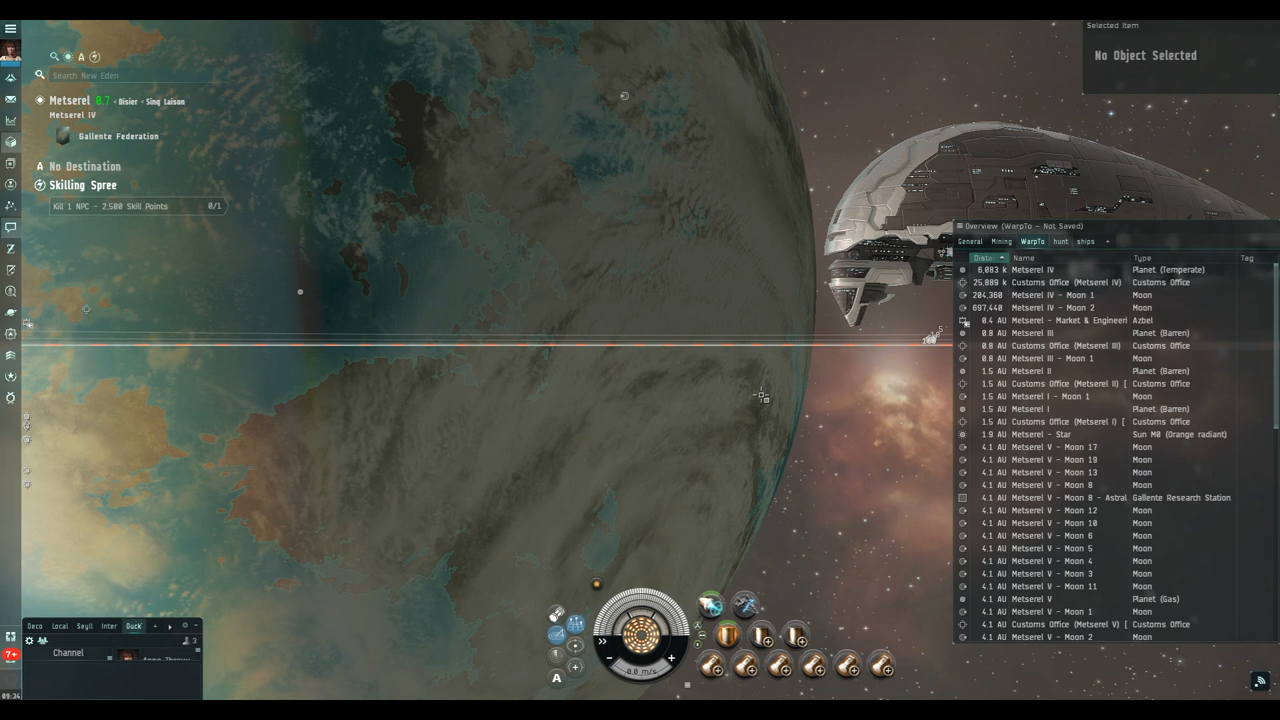 Selected Item
No Object Selected
A
Search New Eden
Metserel 0.7 ‹ Disier ‹ Sinq Laison
Metserel IV
Gallente Federation
A No Destination
Skilling Spree
Kill 1 NPC - 2,500 Skill Points 0/1
Overview (WarpTo - Not Saved)
General Mining WarpTo hunt ships +
Dista Name Type Tag
6,083 k Metserel IV Planet (Temperate)
25,889 k Customs Office (Metserel IV) Customs Office
204,360 Metserel IV - Moon 1 Moon
697,440 Metserel IV - Moon 2 Moon
0.4 AU Metserel - Market & Engineeri Azbel
0.8 AU Metserel III Planet (Barren)
0.8 AU Customs Office (Metserel III) Customs Office
0.8 AU Metserel III - Moon 1 Moon
1.5 AU Metserel II Planet (Barren)
1.5 AU Customs Office (Metserel II) [ Customs Office
1.5 AU Metserel I - Moon 1 Moon
1.5 AU Metserel I Planet (Barren)
1.5 AU Customs Office (Metserel I) [ Customs Office
1.9 AU Metserel - Star Sun M0 (Orange radiant)
4.1 AU Metserel V - Moon 17 Moon
4.1 AU Metserel V - Moon 19 Moon
4.1 AU Metserel V - Moon 13 Moon
4.1 AU Metserel V - Moon 8 Moon
4.1 AU Metserel V - Moon 8 - Astral Gallente Research Station
4.1 AU Metserel V - Moon 12 Moon
4.1 AU Metserel V - Moon 10 Moon
4.1 AU Metserel V - Moon 6 Moon
4.1 AU Metserel V - Moon 5 Moon
4.1 AU Metserel V - Moon 4 Moon
4.1 AU Metserel V - Moon 3 Moon
4.1 AU Metserel V - Moon 11 Moon
4.1 AU Metserel V Planet (Gas)
4.1 AU Metserel V - Moon 1 Moon
4.1 AU Customs Office (Metserel V) [ Customs Office
4.1 AU Metserel V - Moon 2 Moon
Deco Local Seyll Inter Duck +
3
Channel
7+
09:34
0.0 m/s
A